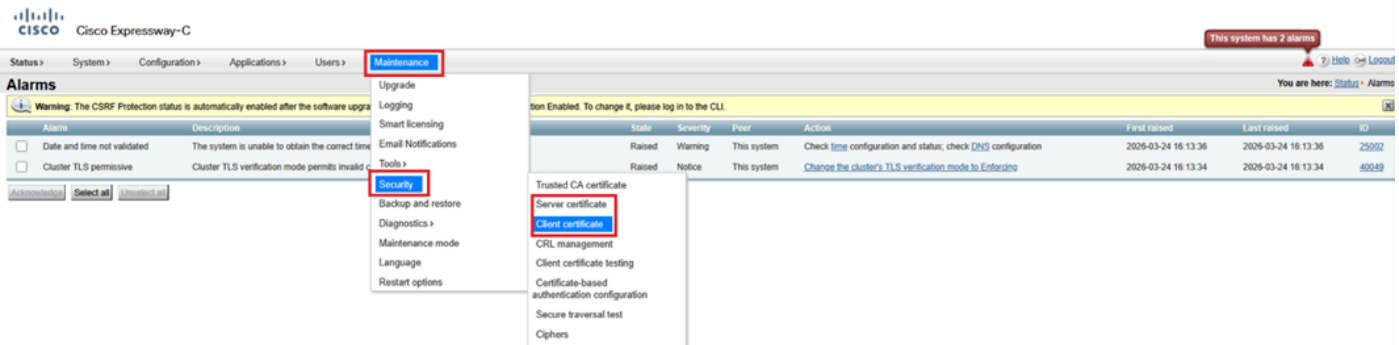 CISCO Cisco Expressway-C
This system has 2 alarms
Status > System > Configuration > Applications > Users > Maintenance Help Logout
Alarms You are here: Status Alarms
Warning: The CSRF Protection status is automatically enabled after the software upgra tion Enabled. To change it, please log in to the CLI.
Alarm Description State Severity Peer Action First raised Last raised ID
Date and time not validated The system is unable to obtain the correct time Raised Warning This system Check time configuration and status; check DNS configuration 2026-03-24 16:13:36 2026-03-24 16:13:36 25002
Cluster TLS permissive Cluster TLS verification mode permits invalid c Raised Notice This system Change the cluster's TLS verification mode to Enforcing 2026-03-24 16:13:34 2026-03-24 16:13:34 40049
Acknowledge Select all Unselect all
Upgrade
Logging
Smart licensing
Email Notifications
Tools >
Security
Backup and restore
Diagnostics >
Maintenance mode
Language
Restart options
Trusted CA certificate
Server certificate
Client certificate
CRL management
Client certificate testing
Certificate-based
authentication configuration
Secure traversal test
Ciphers